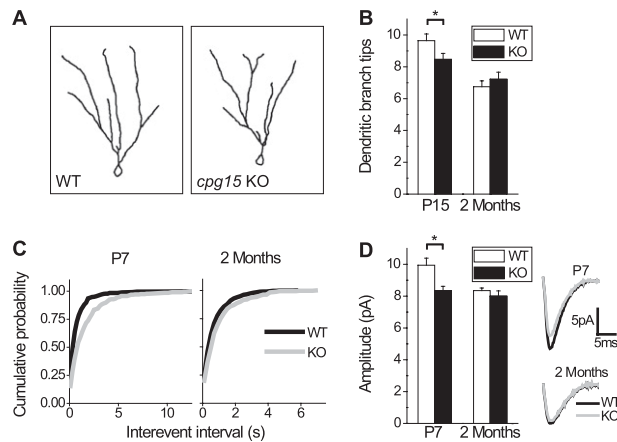 A
WT
cpg15 KO
B
Dendritic branch tips
10
8
6
4
2
0
*
WT
KO
P15
2 Months
C
P7
2 Months
Cumulative probability
1.00
0.75
0.50
0.25
0.00
WT
KO
0
5
10
0
2
4
6
Interevent interval (s)
D
Amplitude (pA)
10
8
6
4
2
0
*
WT
KO
P7
2 Months
P7
5pA
5ms
2 Months
WT
KO